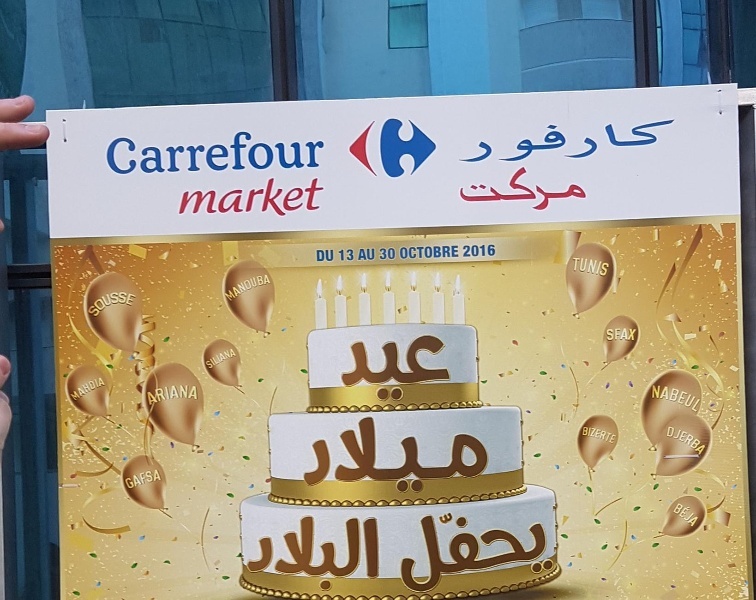 Carrefour
market
كارفور
مركت
DU 13 AU 30 OCTOBRE 2016
SOUSSE
MANOUBA
TUNIS
SILIANA
SFAX
MAHDIA
ARIANA
NABEUL
BIZERTE
DJERBA
GAFSA
BÉJA
عيد
ميلاد
يحفّل البلاد